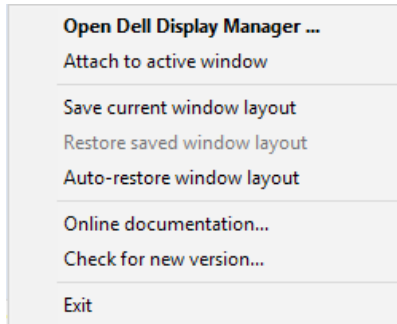 Open Dell Display Manager ...
Attach to active window
Save current window layout
Restore saved window layout
Auto-restore window layout
Online documentation...
Check for new version...
Exit